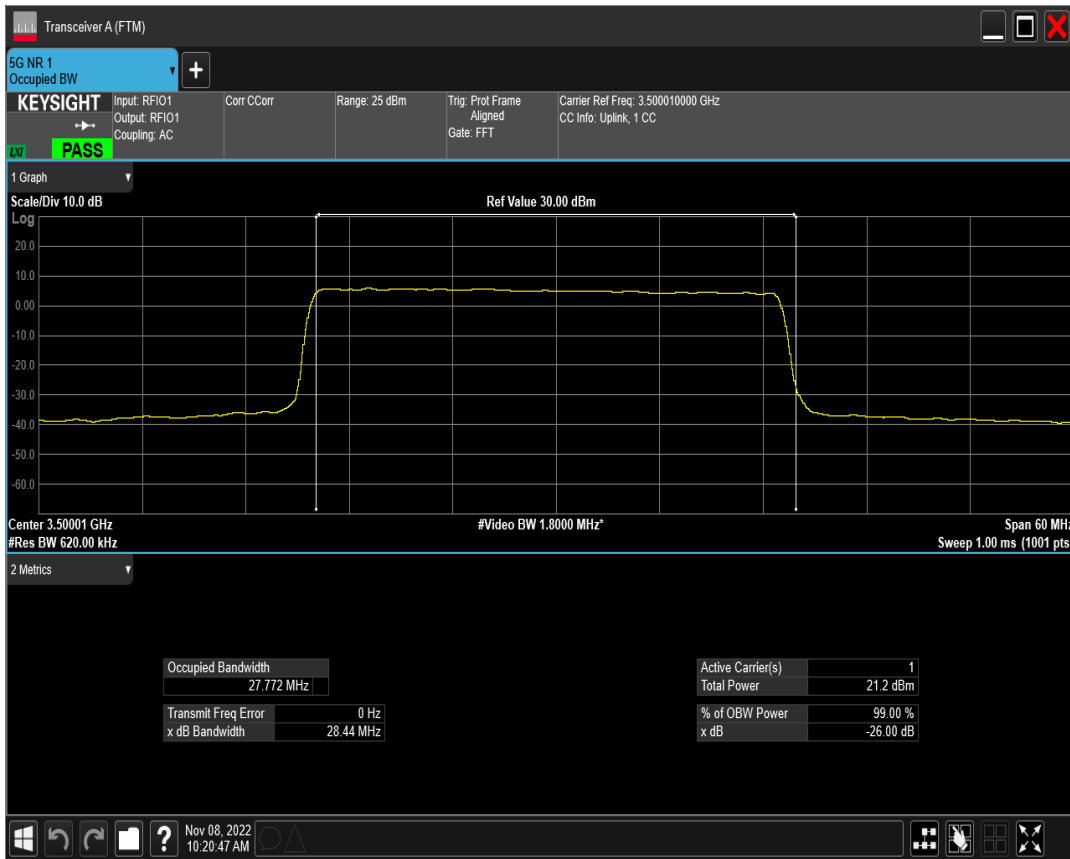 Transceiver A (FTM)
5G NR 1
Occupied BW
+
KEYSIGHT
LXI
PASS
Input: RFIO1
Output: RFIO1
Coupling: AC
Corr CCorr
Range: 25 dBm
Trig: Prot Frame
Aligned
Gate: FFT
Carrier Ref Freq: 3.500010000 GHz
CC Info: Uplink, 1 CC
1 Graph
Scale/Div 10.0 dB
Ref Value 30.00 dBm
Log
20.0
10.0
0.00
-10.0
-20.0
-30.0
-40.0
-50.0
-60.0
Center 3.50001 GHz
#Video BW 1.8000 MHz*
Span 60 MHz
#Res BW 620.00 kHz
Sweep 1.00 ms (1001 pts
2 Metrics
Occupied Bandwidth
27.772 MHz
Transmit Freq Error 0 Hz
x dB Bandwidth 28.44 MHz
Active Carrier(s) 1
Total Power 21.2 dBm
% of OBW Power 99.00 %
x dB -26.00 dB
?
Nov 08, 2022
10:20:47 AM